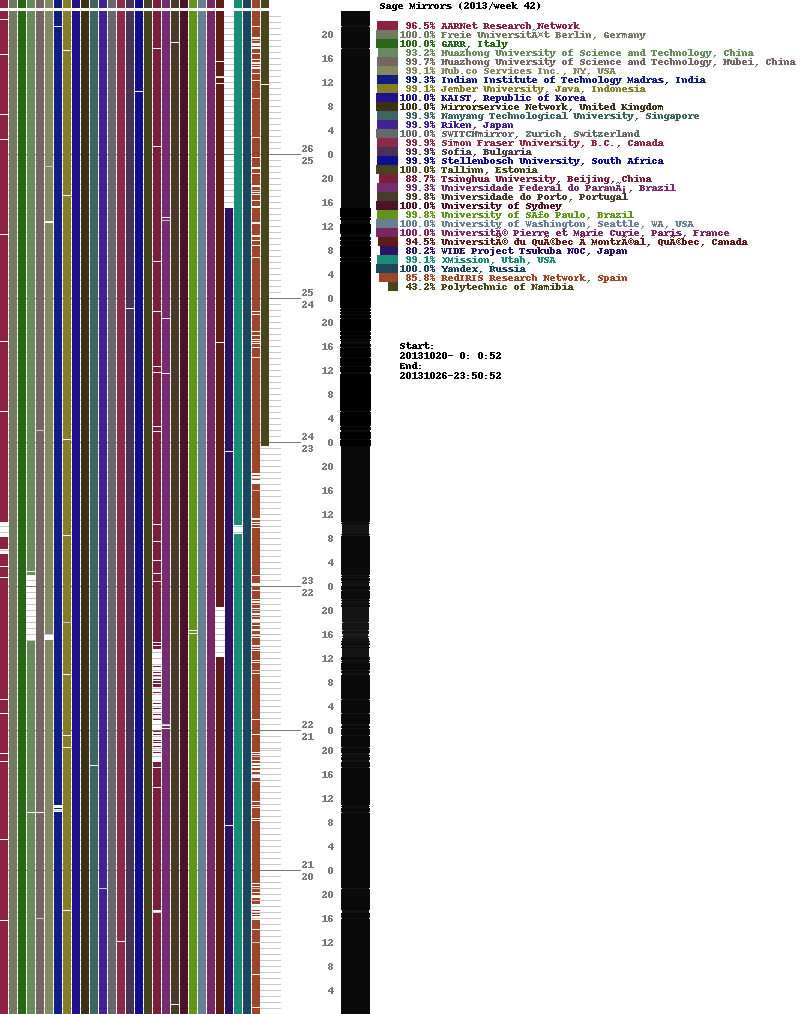 Sage Mirrors (2013/week 42)
96.5% AARNet Research Network
100.0% Freie UniversitÃ¤t Berlin, Germany
100.0% GARR, Italy
93.2% Huazhong University of Science and Technology, China
99.7% Huazhong University of Science and Technology, Hubei, China
99.1% Hub.co Services Inc., NY, USA
99.3% Indian Institute of Technology Madras, India
99.1% Jember University, Java, Indonesia
100.0% KAIST, Republic of Korea
100.0% Mirrorservice Network, United Kingdom
99.9% Nanyang Technological University, Singapore
99.9% Riken, Japan
100.0% SWITCHmirror, Zurich, Switzerland
99.9% Simon Fraser University, B.C., Canada
99.9% Sofia, Bulgaria
99.9% Stellenbosch University, South Africa
100.0% Tallinn, Estonia
88.7% Tsinghua University, Beijing, China
99.3% Universidade Federal do ParanÃ¡, Brazil
99.8% Universidade do Porto, Portugal
100.0% University of Sydney
99.8% University of SÃ£o Paulo, Brazil
100.0% University of Washington, Seattle, WA, USA
100.0% UniversitÃ© Pierre et Marie Curie, Paris, France
94.5% UniversitÃ© du QuÃ©bec Ã MontrÃ©al, QuÃ©bec, Canada
80.2% WIDE Project Tsukuba NOC, Japan
99.1% XMission, Utah, USA
100.0% Yandex, Russia
85.8% RedIRIS Research Network, Spain
43.2% Polytechnic of Namibia
Start:
20131020- 0: 0:52
End:
20131026-23:50:52
20
16
12
8
4
26 0
25
20
16
12
8
4
25 0
24
20
16
12
8
4
24 0
23
20
16
12
8
4
23 0
22
20
16
12
8
4
22 0
21
20
16
12
8
4
21 0
20
20
16
12
8
4